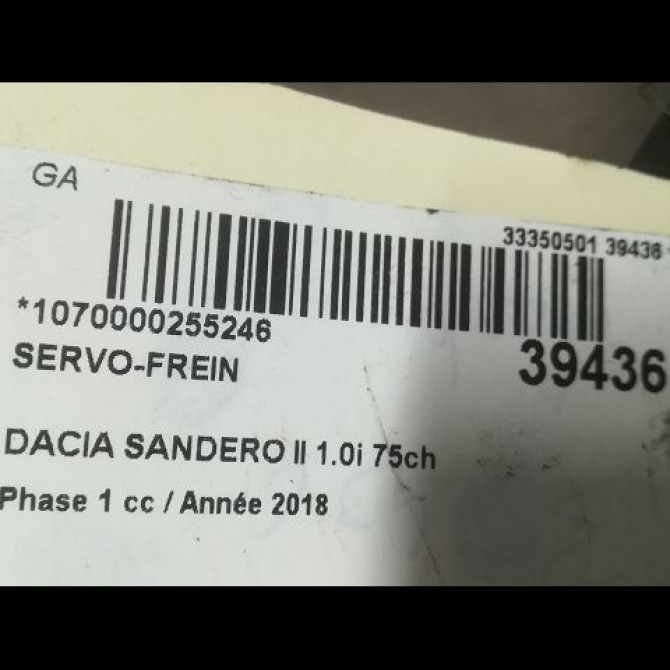 GA
33350501 39436
*1070000255246
39436
SERVO-FREIN
DACIA SANDERO II 1.0i 75ch
Phase 1 cc / Année 2018